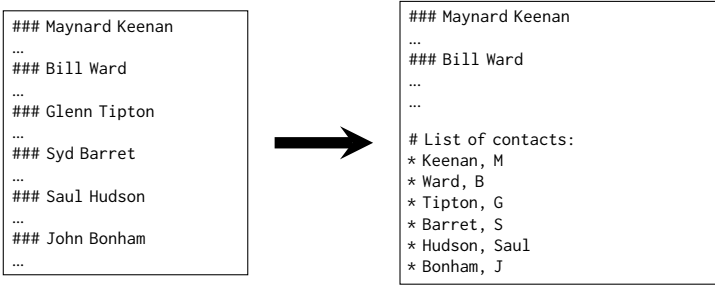 ### Maynard Keenan
...
### Bill Ward
...
### Glenn Tipton
...
### Syd Barret
...
### Saul Hudson
...
### John Bonham
...
### Maynard Keenan
...
### Bill Ward
...
...
# List of contacts:
* Keenan, M
* Ward, B
* Tipton, G
* Barret, S
* Hudson, Saul
* Bonham, J